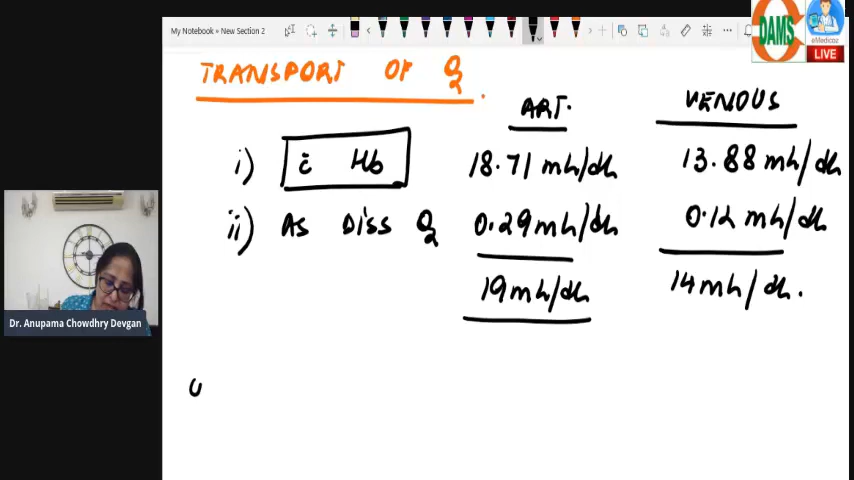 My Notebook » New Section 2
DAMS
eMedicoz
LIVE
TRANSPORT OF O2
ART.
VENOUS
i) c̄ Hb 18.71 ml/dl 13.88 ml/dl
ii) AS DISS O2 0.29 ml/dl 0.12 ml/dl
19 ml/dl 14 ml/dl.
Dr. Anupama Chowdhry Devgan